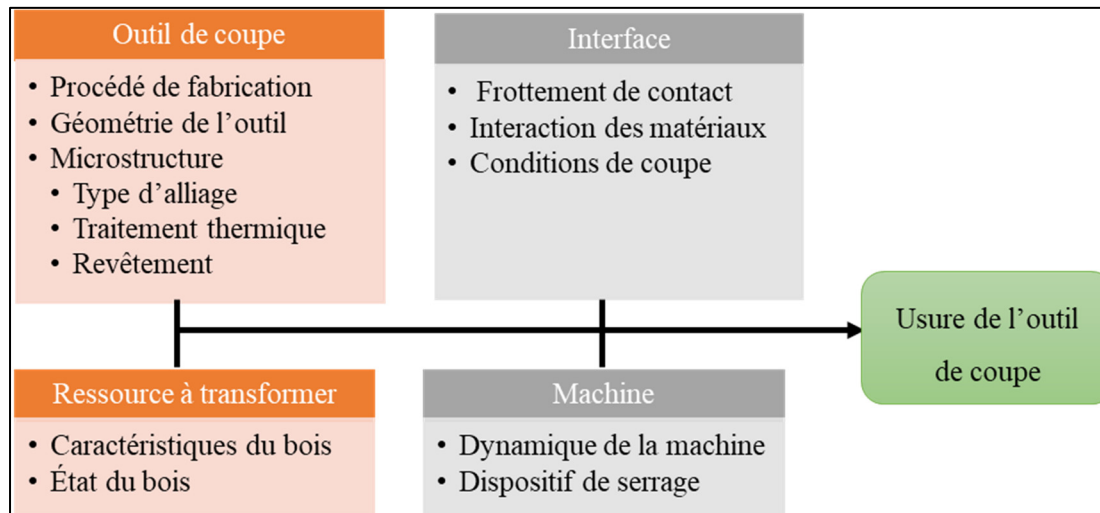 Outil de coupe
• Procédé de fabrication
• Géométrie de l’outil
• Microstructure
• Type d’alliage
• Traitement thermique
• Revêtement
Interface
• Frottement de contact
• Interaction des matériaux
• Conditions de coupe
Usure de l’outil
de coupe
Ressource à transformer
• Caractéristiques du bois
• État du bois
Machine
• Dynamique de la machine
• Dispositif de serrage